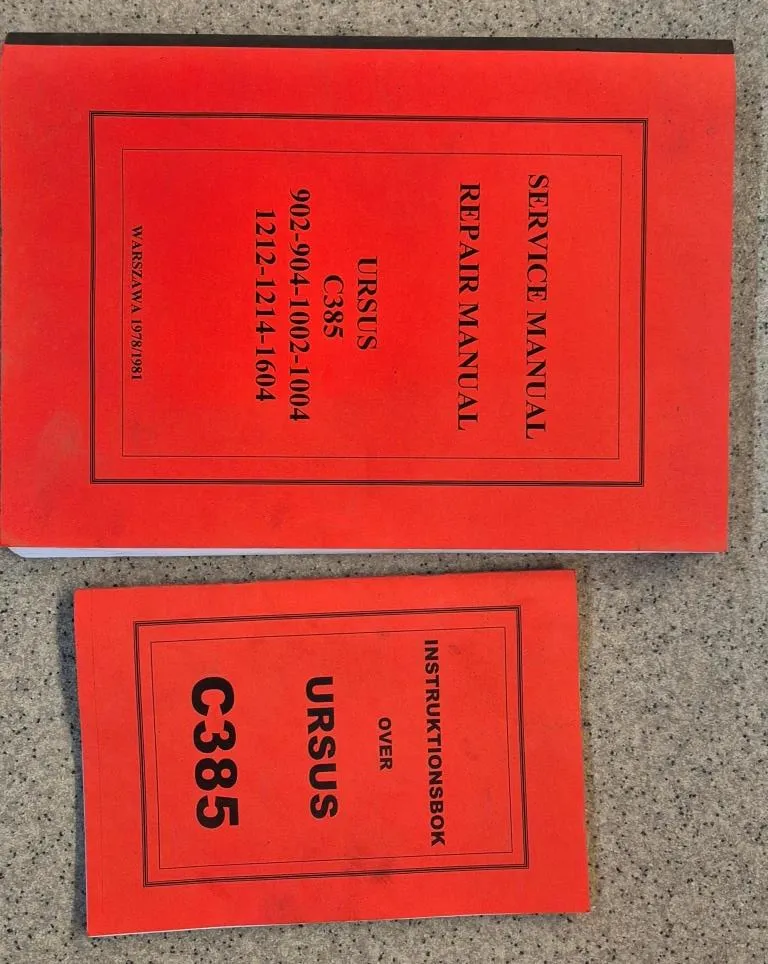 SERVICE MANUAL
REPAIR MANUAL
URSUS
C385
902-904-1002-1004
1212-1214-1604
WARSZAWA 1978/1981
INSTRUKTIONSBOK
OVER
URSUS
C385